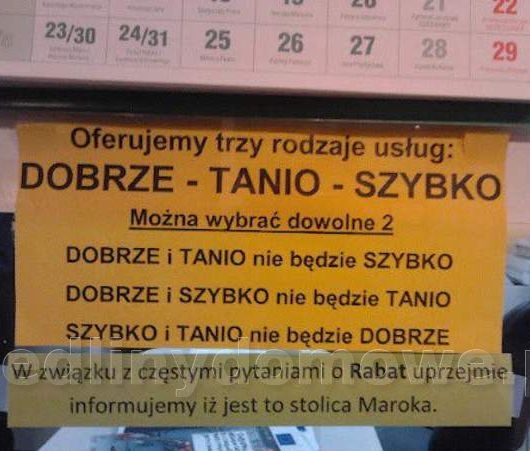 21 22
23/30 24/31 25 26 27 28 29
Oferujemy trzy rodzaje usług:
DOBRZE - TANIO - SZYBKO
Można wybrać dowolne 2
DOBRZE i TANIO nie będzie SZYBKO
DOBRZE i SZYBKO nie będzie TANIO
SZYBKO i TANIO nie będzie DOBRZE
W związku z częstymi pytaniami o Rabat uprzejmie
informujemy iż jest to stolica Maroka.